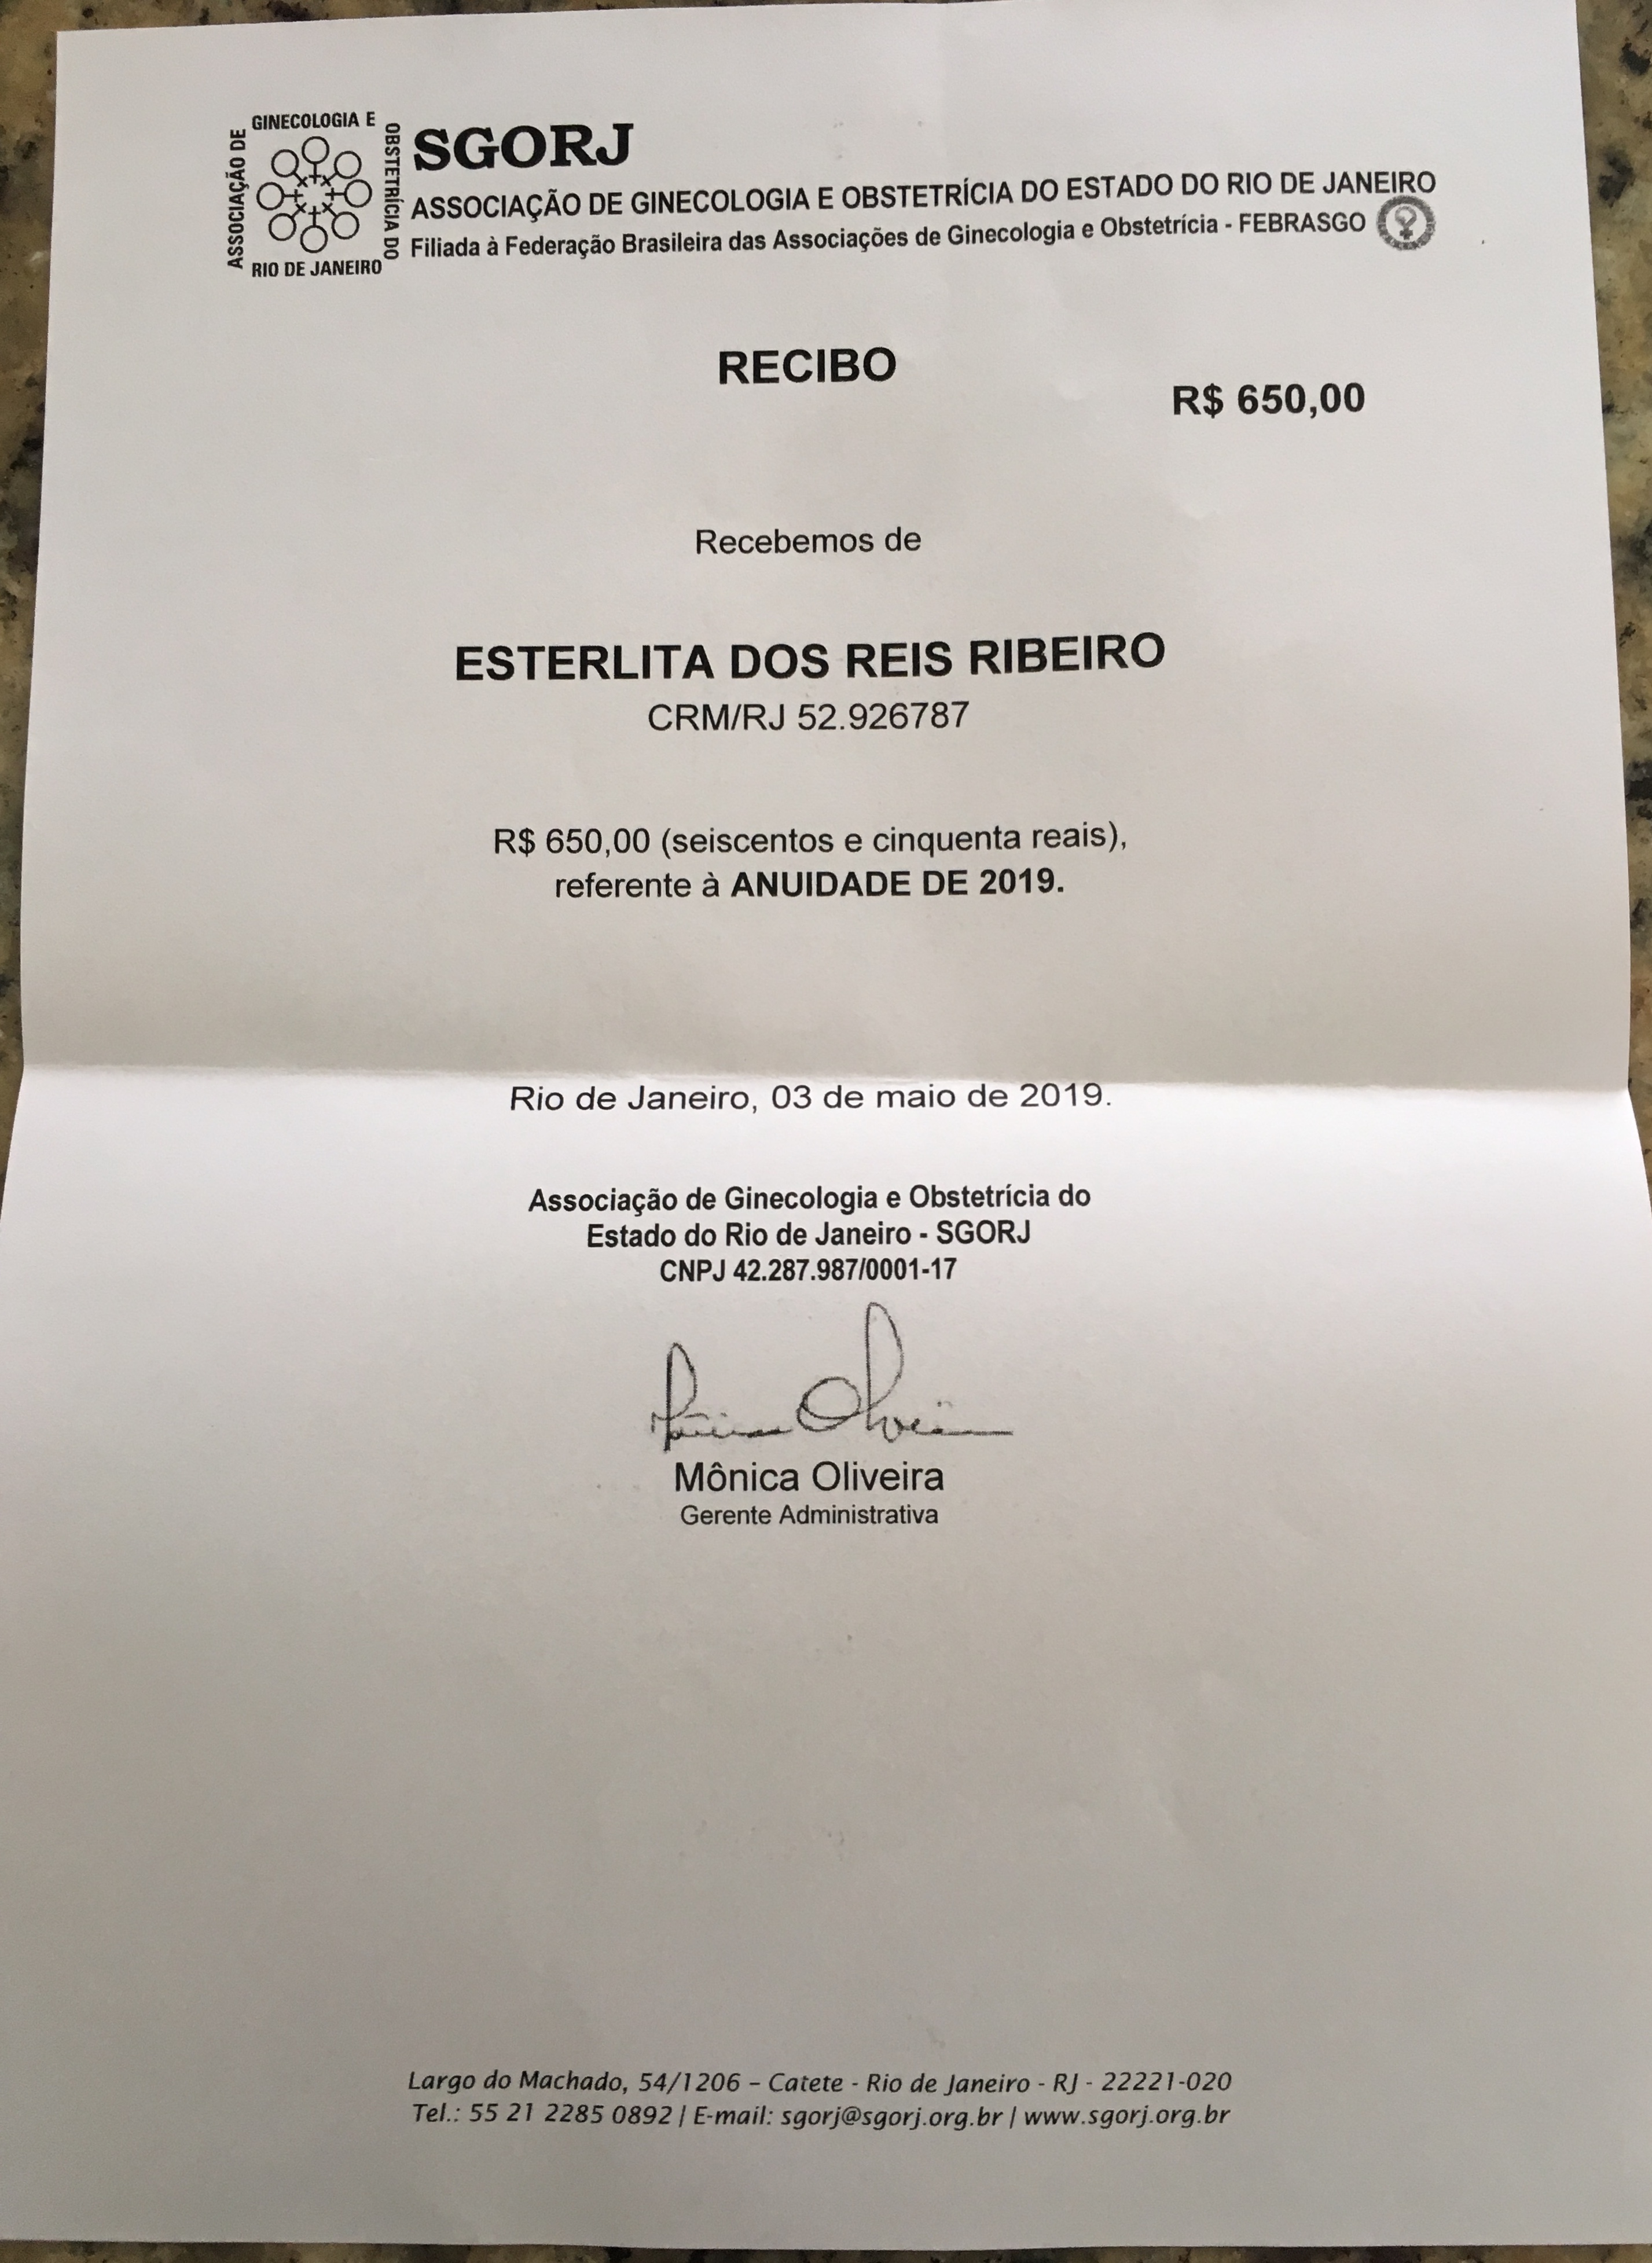 ASSOCIAÇÃO DE
GINECOLOGIA E
OBSTETRÍCIA DO
RIO DE JANEIRO
SGORJ
ASSOCIAÇÃO DE GINECOLOGIA E OBSTETRÍCIA DO ESTADO DO RIO DE JANEIRO
Filiada à Federação Brasileira das Associações de Ginecologia e Obstetrícia - FEBRASGO
RECIBO
R$ 650,00
Recebemos de
ESTERLITA DOS REIS RIBEIRO
CRM/RJ 52.926787
R$ 650,00 (seiscentos e cinquenta reais),
referente à ANUIDADE DE 2019.
Rio de Janeiro, 03 de maio de 2019.
Associação de Ginecologia e Obstetrícia do
Estado do Rio de Janeiro - SGORJ
CNPJ 42.287.987/0001-17
Mônica Oliveira
Gerente Administrativa
Largo do Machado, 54/1206 – Catete - Rio de Janeiro - RJ - 22221-020
Tel.: 55 21 2285 0892 | E-mail: sgorj@sgorj.org.br | www.sgorj.org.br